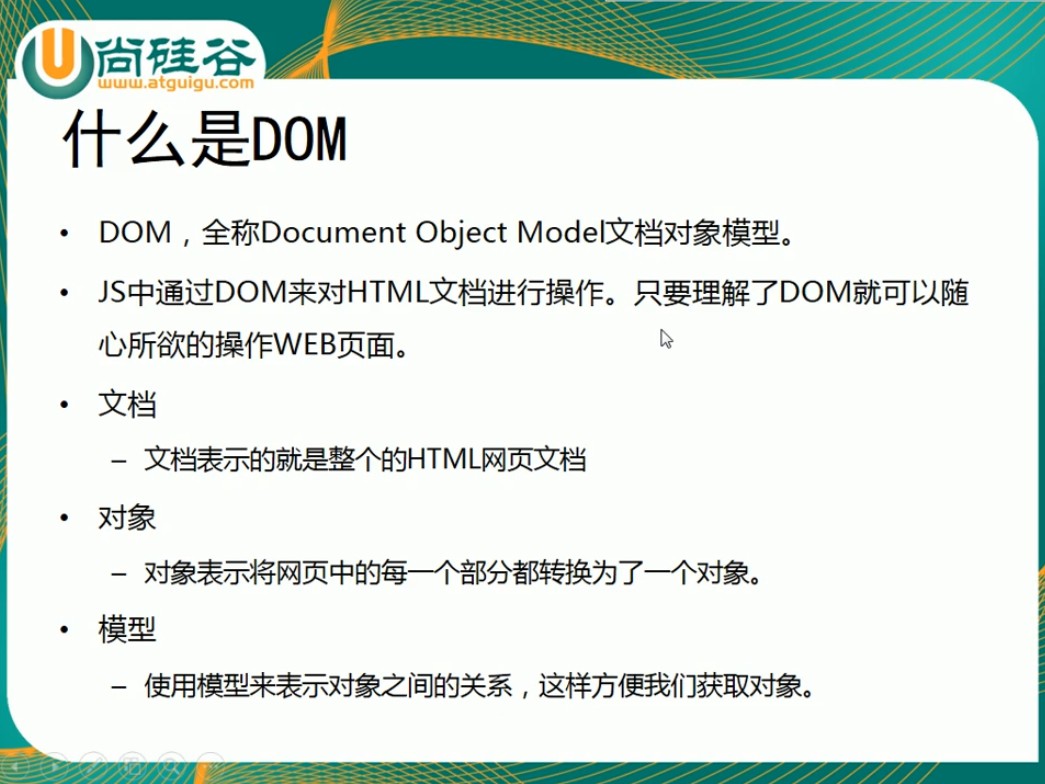 尚硅谷
www.atguigu.com
什么是DOM
• DOM，全称Document Object Model文档对象模型。
• JS中通过DOM来对HTML文档进行操作。只要理解了DOM就可以随
心所欲的操作WEB页面。
• 文档
– 文档表示的就是整个的HTML网页文档
• 对象
– 对象表示将网页中的每一个部分都转换为了一个对象。
• 模型
– 使用模型来表示对象之间的关系，这样方便我们获取对象。